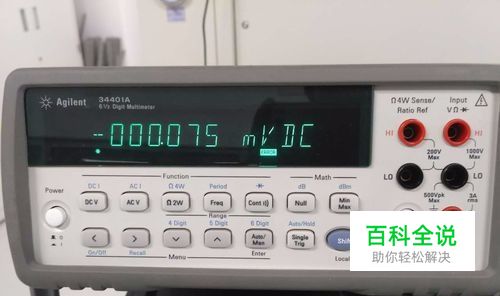 Agilent
34401A
6½ Digit Multimeter
-000.075 mVDC
ERROR
Ω 4W Sense/
Ratio Ref
Input
V Ω
HI
HI
200V
Max
1000V
Max
LO
LO
500Vpk
Max
3A
rms
Function
Math
DC I
AC I
Ω 4W
Period
dB
dBm
Power
DC V
AC V
Ω 2W
Freq
Cont
Null
Min
Max
Range
4 Digit
5 Digit
6 Digit
Auto/Hold
Auto/
Man
Single
Trig
Shift
On/Off
Recall
Menu
Enter
Local
百科全说
助你轻松解决